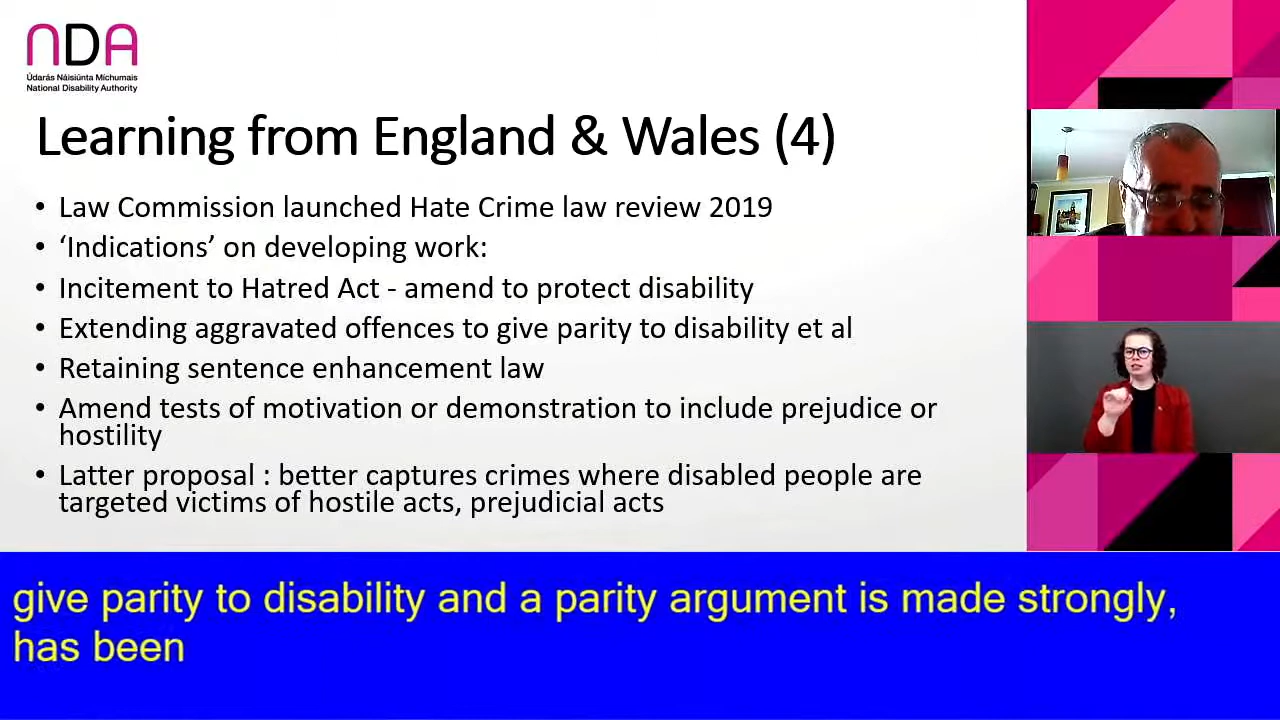 NDA
Údarás Náisiúnta Míchumais
National Disability Authority
Learning from England & Wales (4)
• Law Commission launched Hate Crime law review 2019
• ‘Indications’ on developing work:
• Incitement to Hatred Act - amend to protect disability
• Extending aggravated offences to give parity to disability et al
• Retaining sentence enhancement law
• Amend tests of motivation or demonstration to include prejudice or
hostility
• Latter proposal : better captures crimes where disabled people are
targeted victims of hostile acts, prejudicial acts
give parity to disability and a parity argument is made strongly,
has been